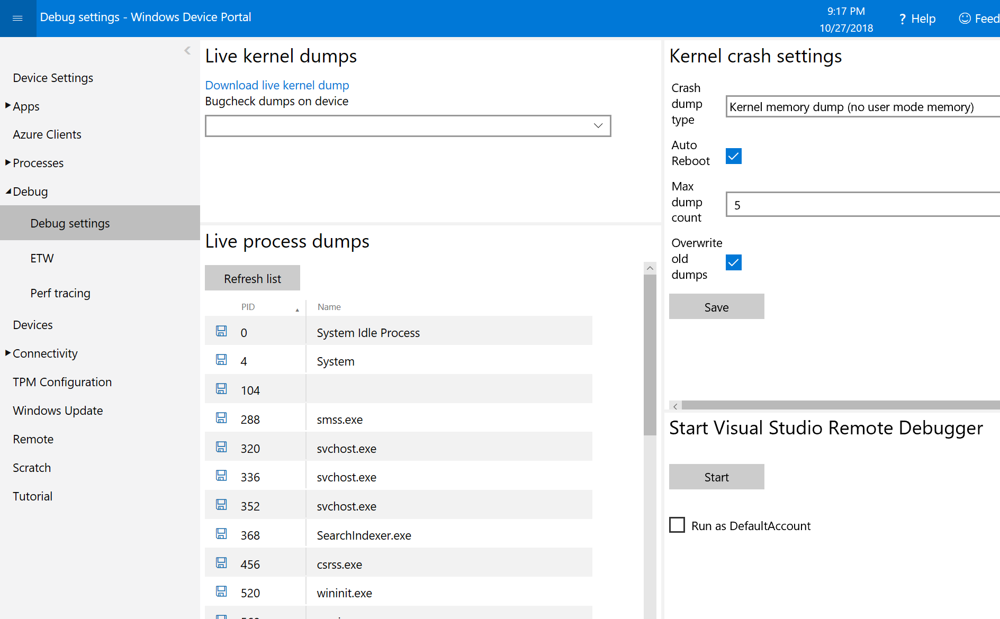 Debug settings - Windows Device Portal
9:17 PM
10/27/2018
? Help
Feed
Device Settings
Apps
Azure Clients
Processes
Debug
Debug settings
ETW
Perf tracing
Devices
Connectivity
TPM Configuration
Windows Update
Remote
Scratch
Tutorial
Live kernel dumps
Download live kernel dump
Bugcheck dumps on device
Live process dumps
Refresh list
PID Name
0 System Idle Process
4 System
104
288 smss.exe
320 svchost.exe
336 svchost.exe
352 svchost.exe
368 SearchIndexer.exe
456 csrss.exe
520 wininit.exe
Kernel crash settings
Crash
dump
type
Kernel memory dump (no user mode memory)
Auto
Reboot
Max
dump
count
5
Overwrite
old
dumps
Save
Start Visual Studio Remote Debugger
Start
Run as DefaultAccount